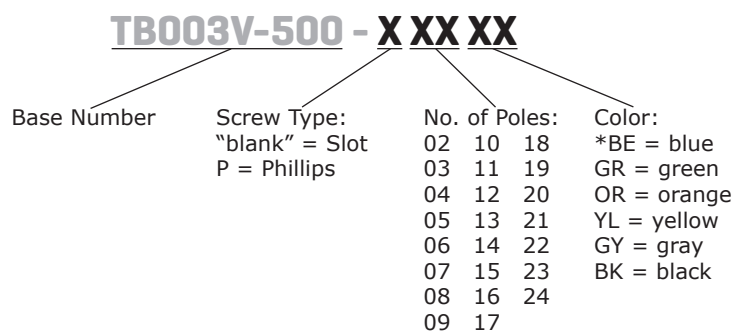 TB003V-500 - X XX XX
Base Number
Screw Type:
“blank” = Slot
P = Phillips
No. of Poles:
02 10 18
03 11 19
04 12 20
05 13 21
06 14 22
07 15 23
08 16 24
09 17
Color:
*BE = blue
GR = green
OR = orange
YL = yellow
GY = gray
BK = black